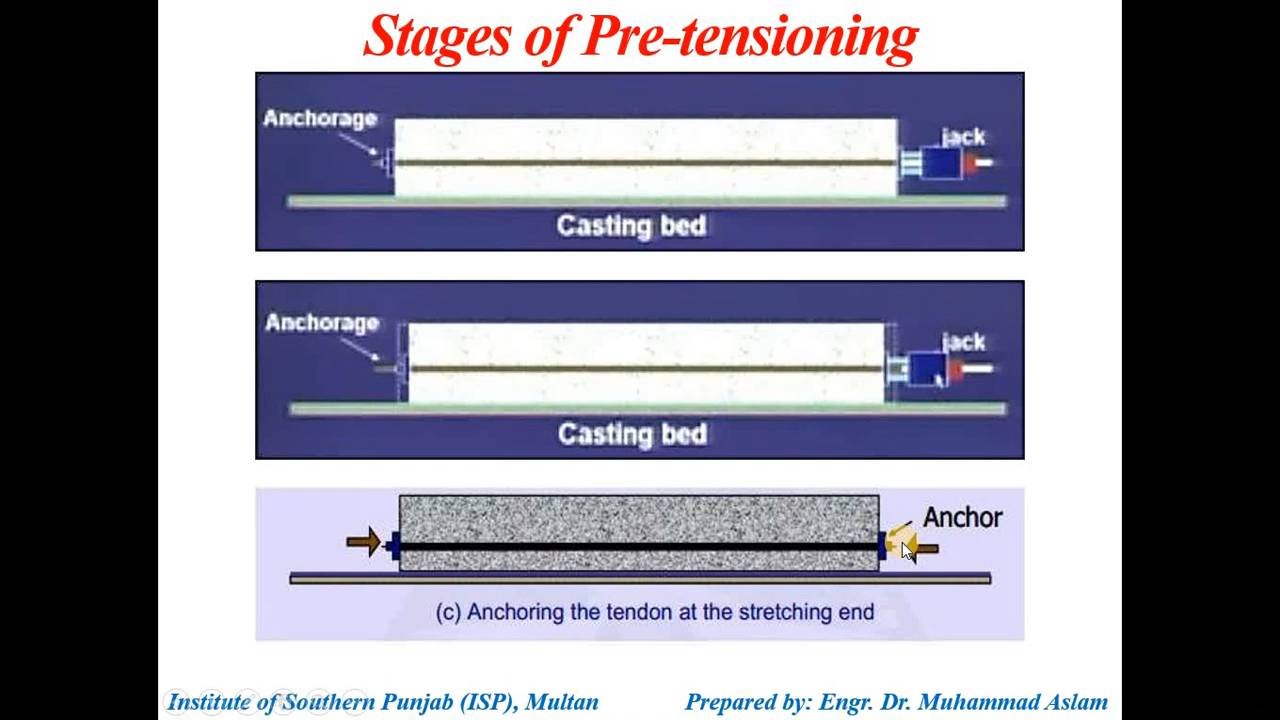 Stages of Pre-tensioning
Anchorage
jack
Casting bed
Anchorage
jack
Casting bed
Anchor
(c) Anchoring the tendon at the stretching end
Institute of Southern Punjab (ISP), Multan
Prepared by: Engr. Dr. Muhammad Aslam